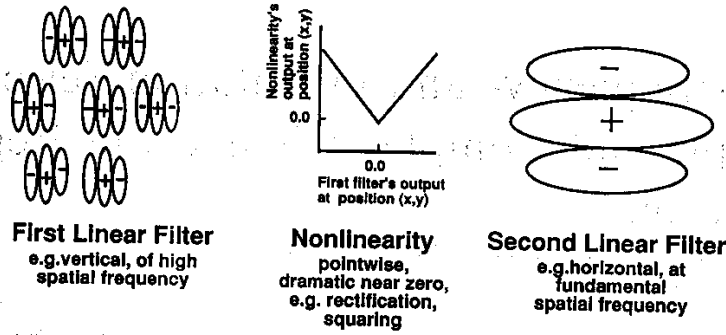 - + - - + -
- + - - + - - + -
- + - - + -
First Linear Filter
e.g.vertical, of high
spatial frequency
Nonlinearity's
output at
position (x,y)
0.0
0.0
First filter's output
at position (x,y)
Nonlinearity
pointwise,
dramatic near zero,
e.g. rectification,
squaring
−
+
−
Second Linear Filter
e.g.horizontal, at
fundamental
spatial frequency